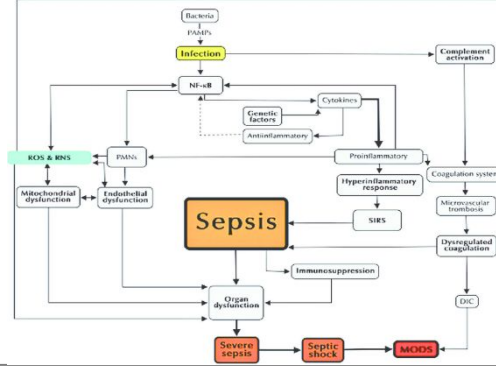 Bacteria
PAMPs
Infection
Complement
activation
NF-κB
Cytokines
Genetic
factors
Antiinflammatory
ROS & RNS
PMNs
Proinflammatory
Coagulation system
Mitochondrial
dysfunction
Endothelial
dysfunction
Hyperinflammatory
response
Microvascular
trombosis
Sepsis
SIRS
Dysregulated
coagulation
Immunosuppression
Organ
dysfunction
DIC
Severe
sepsis
Septic
shock
MODS